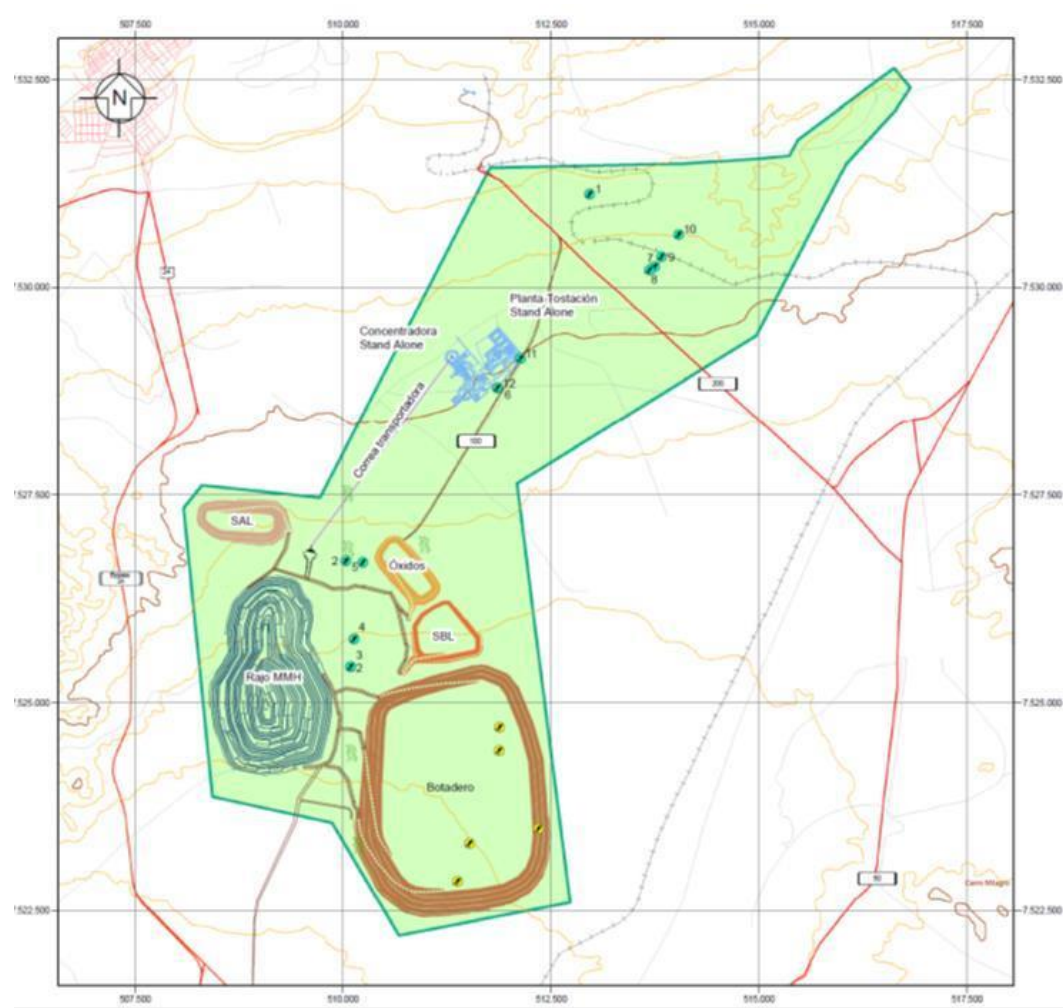 507.500 510.000 512.500 515.000 517.500
7.532.500 7.532.500
N
1
10
24
7 9
8
7.530.000 7.530.000
Planta Tostación
Stand Alone
Concentradora
Stand Alone
11
12
6
200
Correa transportadora
100
7.527.500 7.527.500
SAL
2 5
Óxidos
4
SBL
3
2
Rajo MMH
7.525.000 7.525.000
Botadero
Cerro Milagro
7.522.500 7.522.500
507.500 510.000 512.500 515.000 517.500